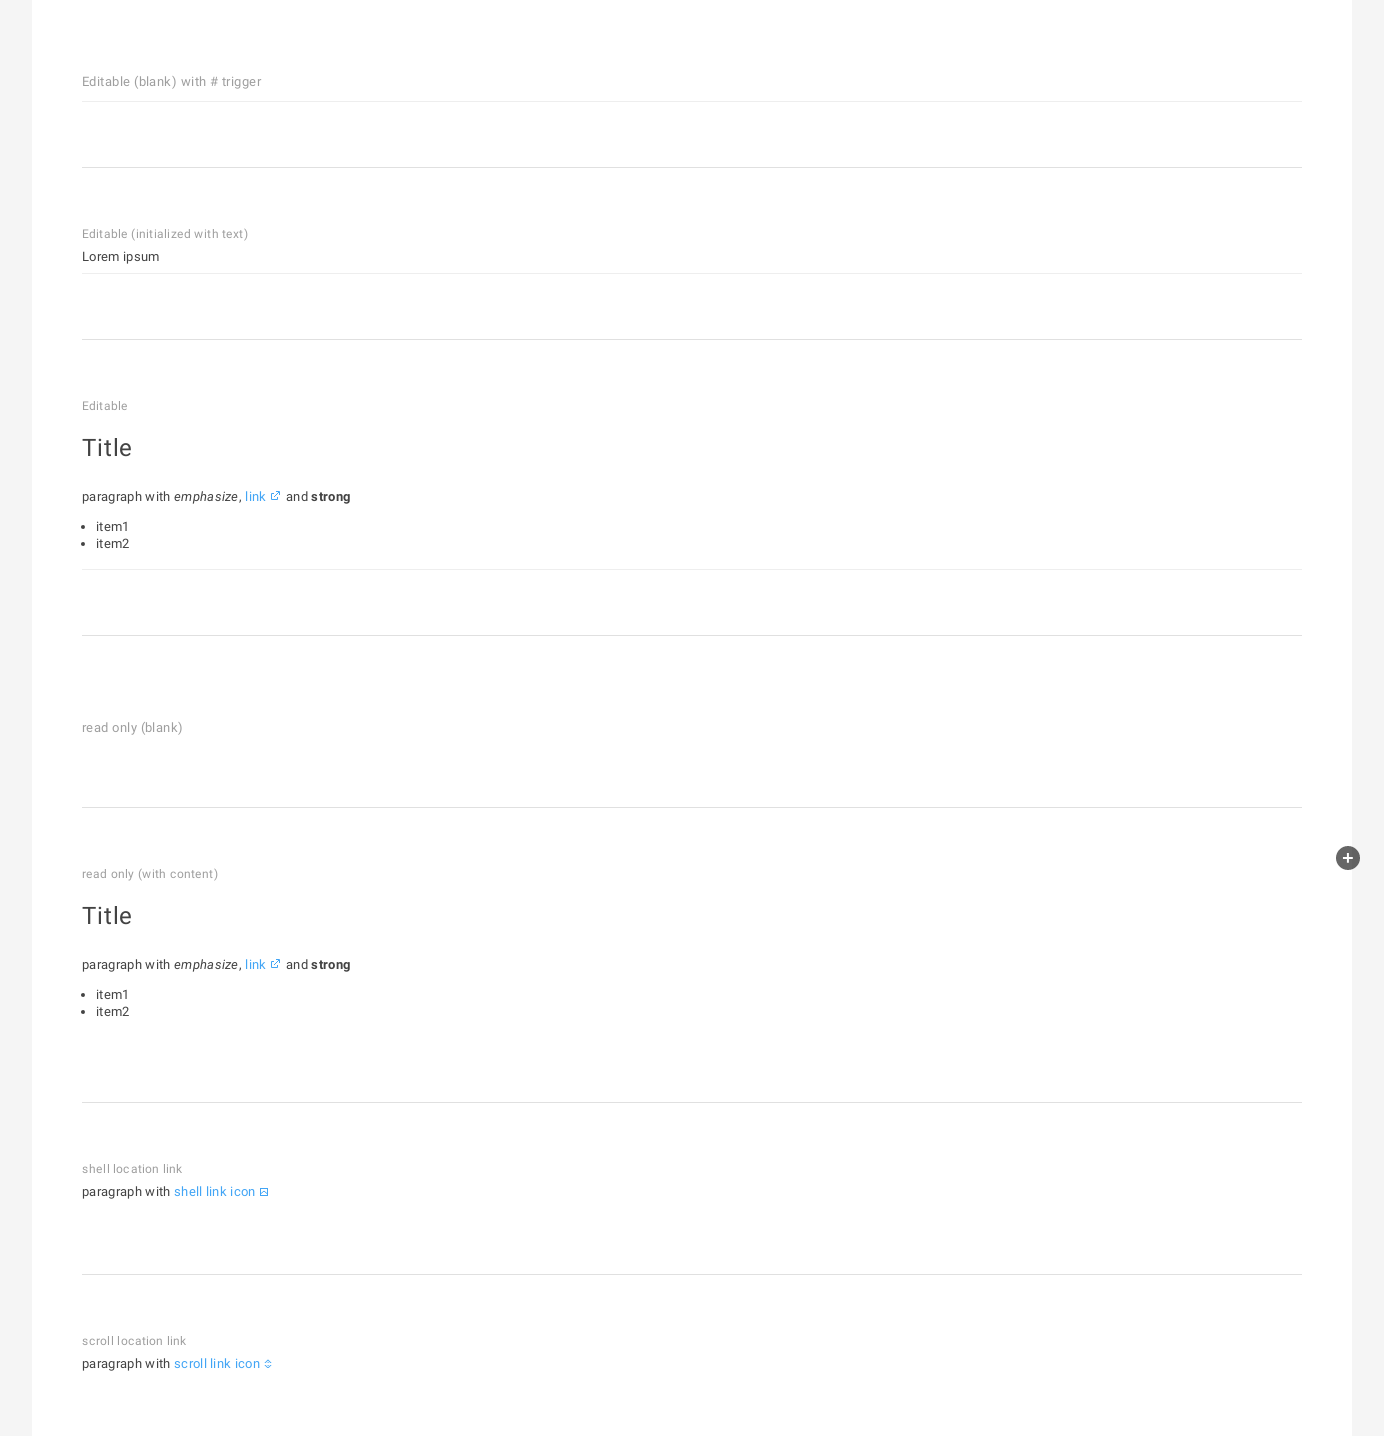 Editable (blank) with # trigger
Editable (initialized with text)
Lorem ipsum
Editable
Title
paragraph with emphasize, link and strong
item1
item2
read only (blank)
read only (with content)
Title
paragraph with emphasize, link and strong
item1
item2
shell location link
paragraph with shell link icon
scroll location link
paragraph with scroll link icon